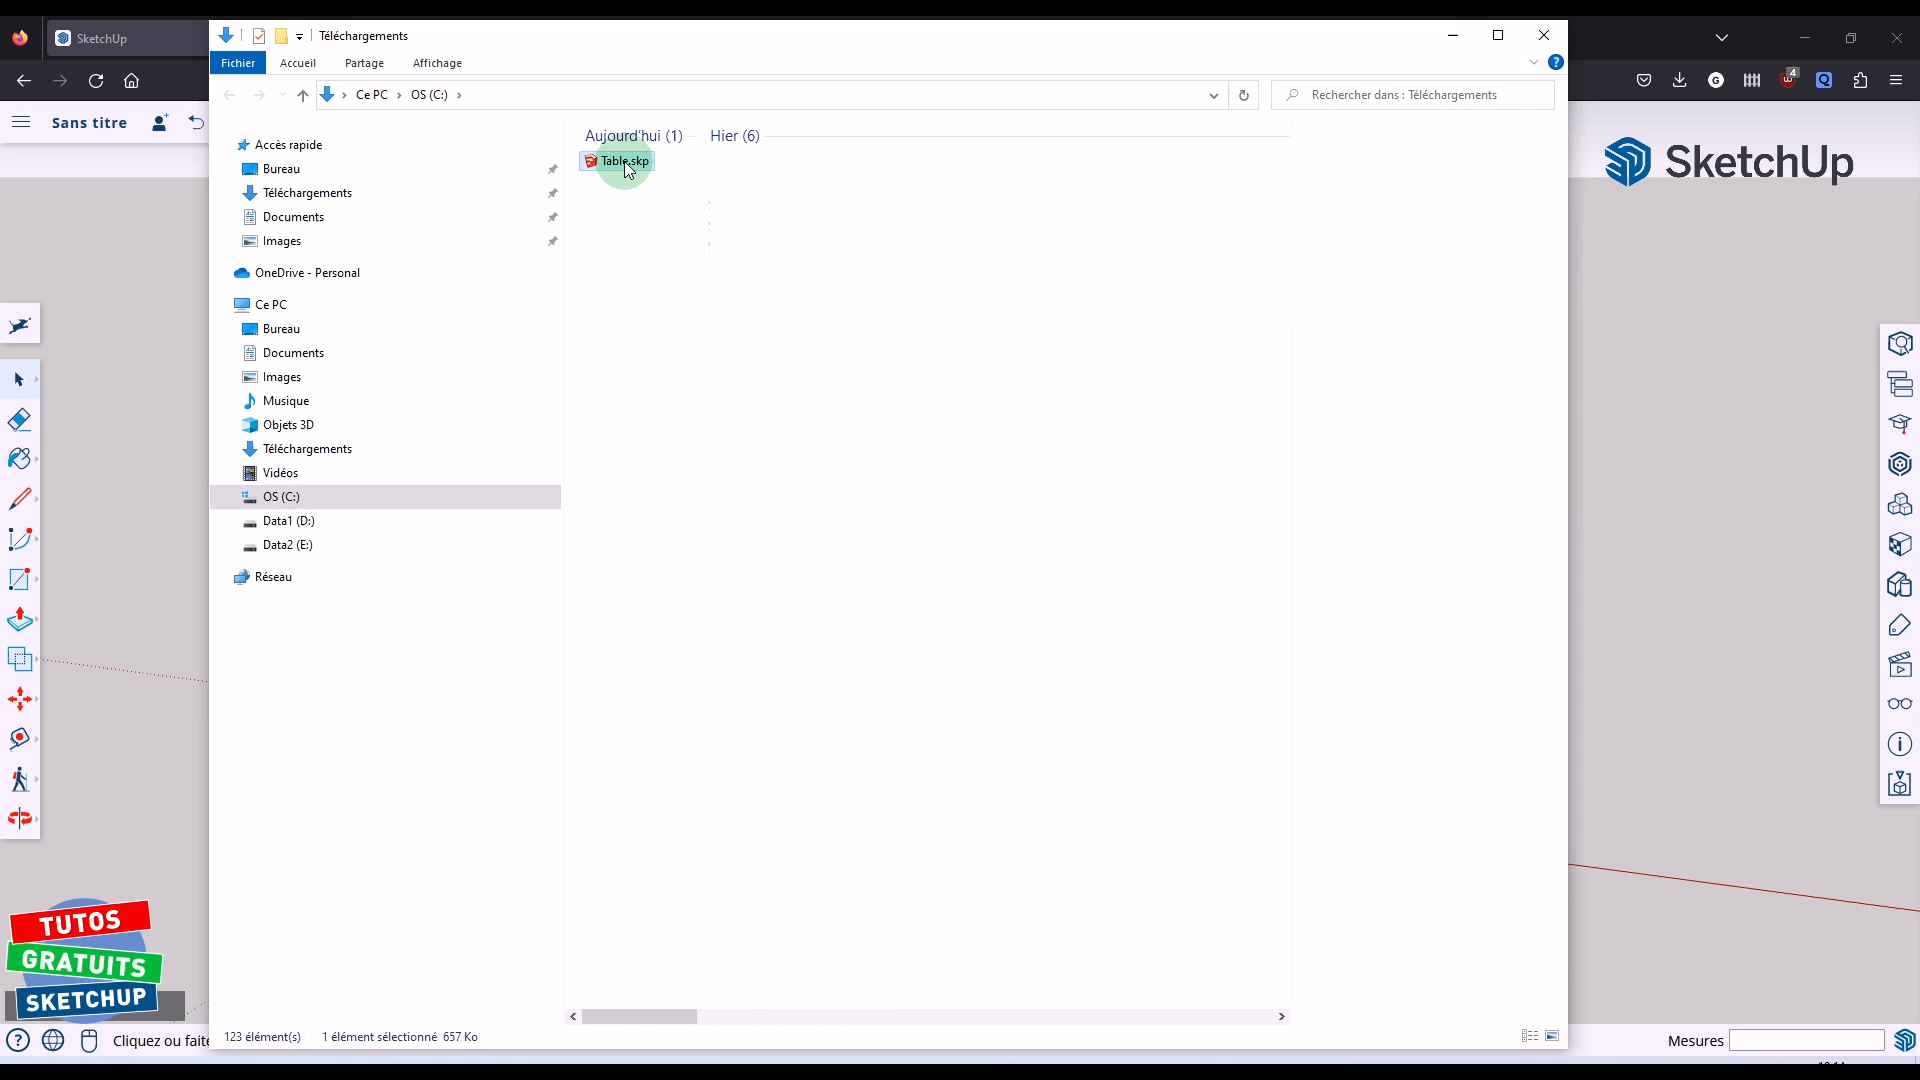 SketchUp
Téléchargements
Fichier
Accueil
Partage
Affichage
Ce PC
OS (C:)
Rechercher dans : Téléchargements
4
Sans titre
SketchUp
Accès rapide
Bureau
Téléchargements
Documents
Images
OneDrive - Personal
Ce PC
Bureau
Documents
Images
Musique
Objets 3D
Téléchargements
Vidéos
OS (C:)
Data1 (D:)
Data2 (E:)
Réseau
Aujourd'hui (1)
Hier (6)
Table.skp
TUTOS
GRATUITS
SKETCHUP
123 élément(s)
1 élément sélectionné 657 Ko
Cliquez ou faite
Mesures